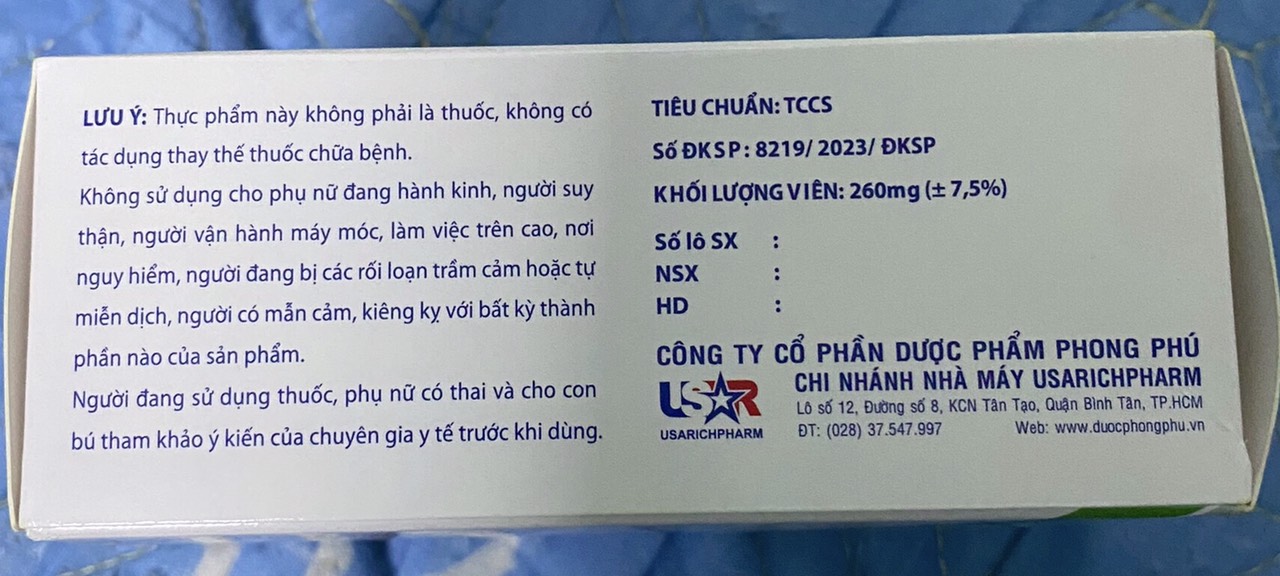 LƯU Ý: Thực phẩm này không phải là thuốc, không có
tác dụng thay thế thuốc chữa bệnh.
Không sử dụng cho phụ nữ đang hành kinh, người suy
thận, người vận hành máy móc, làm việc trên cao, nơi
nguy hiểm, người đang bị các rối loạn trầm cảm hoặc tự
miễn dịch, người có mẫn cảm, kiêng kỵ với bất kỳ thành
phần nào của sản phẩm.
Người đang sử dụng thuốc, phụ nữ có thai và cho con
bú tham khảo ý kiến của chuyên gia y tế trước khi dùng.
TIÊU CHUẨN: TCCS
Số ĐKSP: 8219/ 2023/ ĐKSP
KHỐI LƯỢNG VIÊN: 260mg (± 7,5%)
Số lô SX :
NSX :
HD :
CÔNG TY CỔ PHẦN DƯỢC PHẨM PHONG PHÚ
CHI NHÁNH NHÀ MÁY USARICHPHARM
USAR
USARICHPHARM
Lô số 12, Đường số 8, KCN Tân Tạo, Quận Bình Tân, TP.HCM
ĐT: (028) 37.547.997 Web: www.duocphongphu.vn